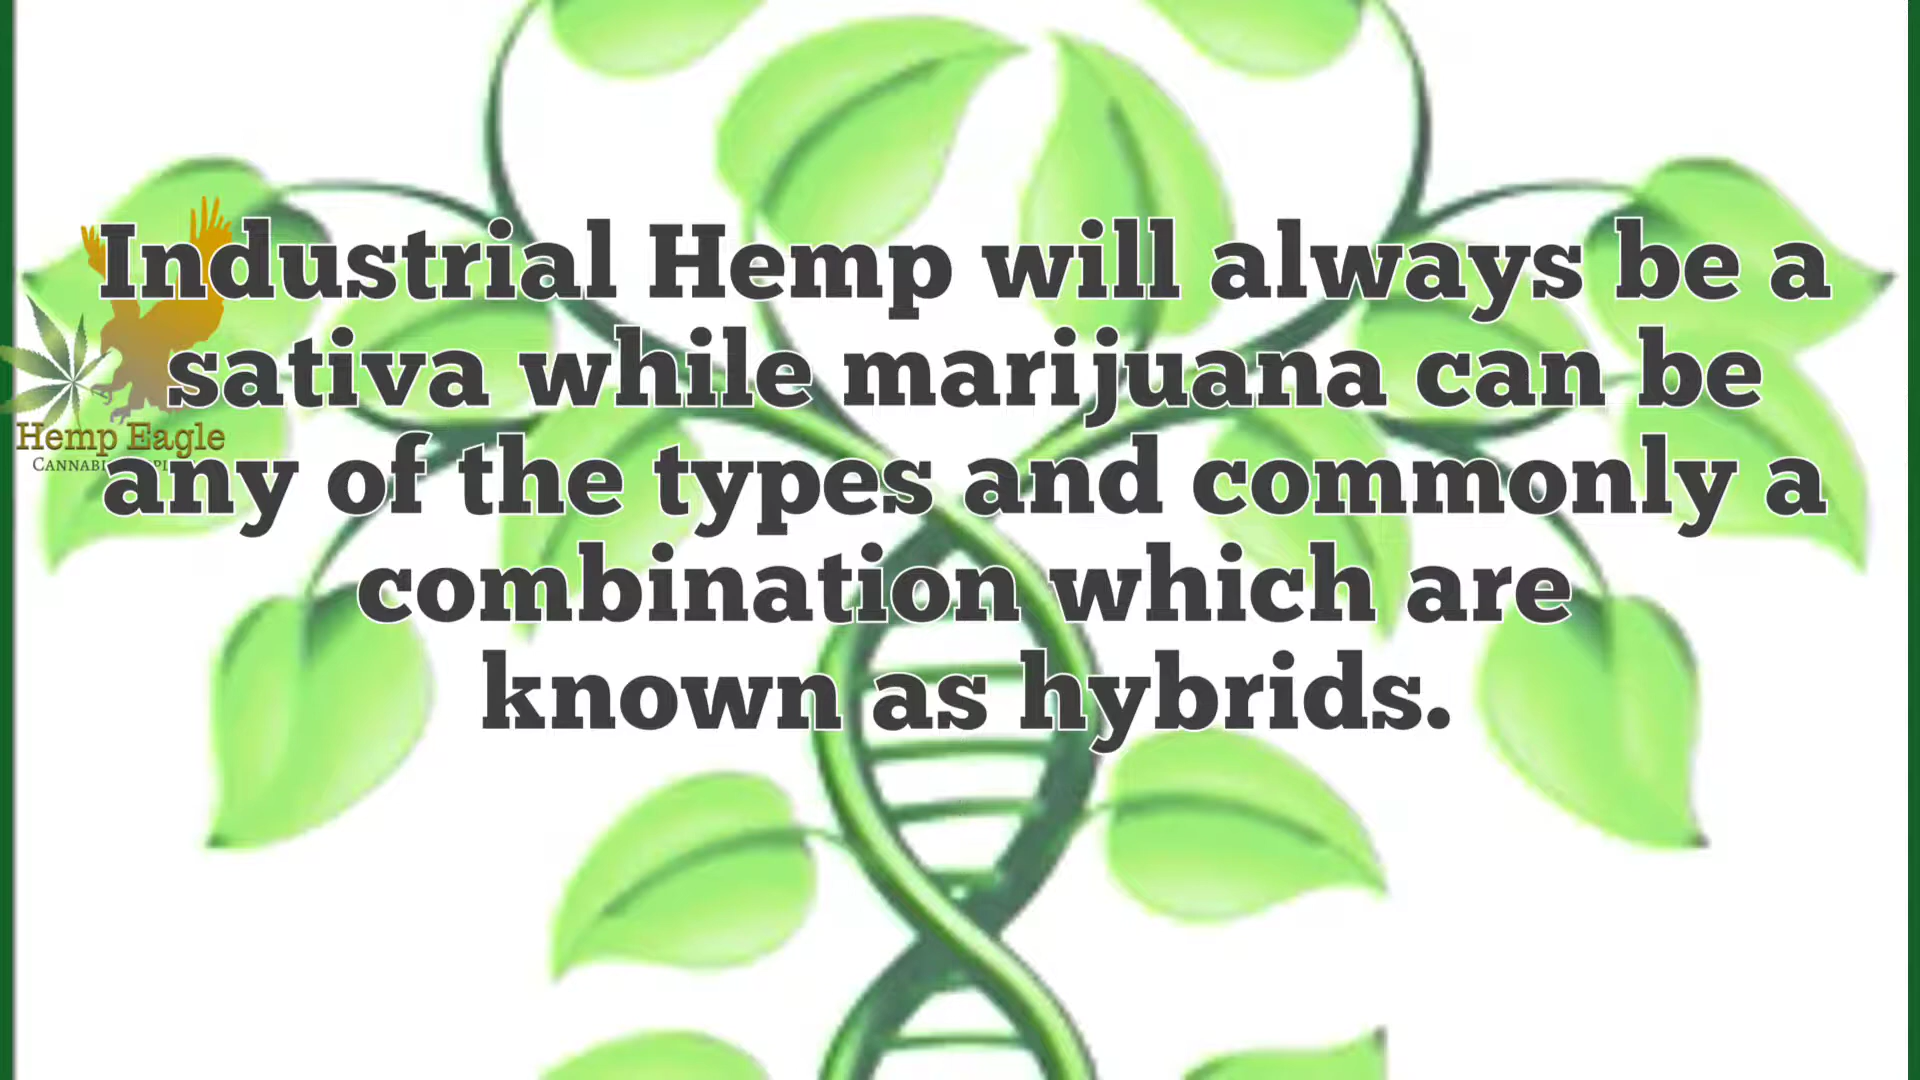 Industrial Hemp will always be a
sativa while marijuana can be
any of the types and commonly a
combination which are
known as hybrids.
Hemp Eagle